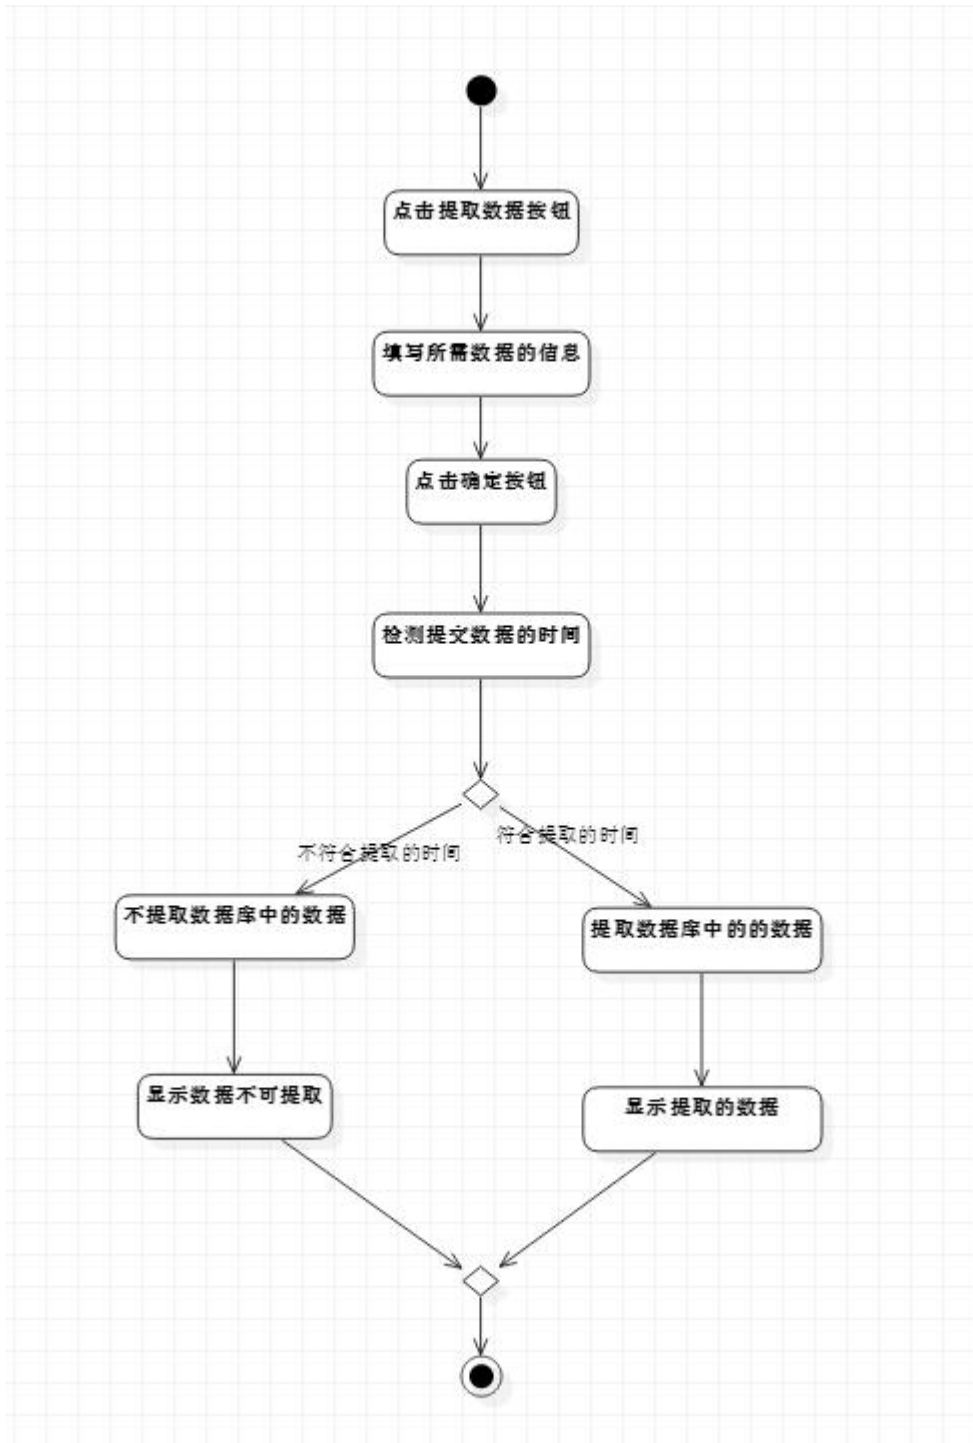 点击提取数据按钮
填写所需数据的信息
点击确定按钮
检测提交数据的时间
符合提取的时间
不符合提取的时间
不提取数据库中的数据
提取数据库中的的数据
显示数据不可提取
显示提取的数据